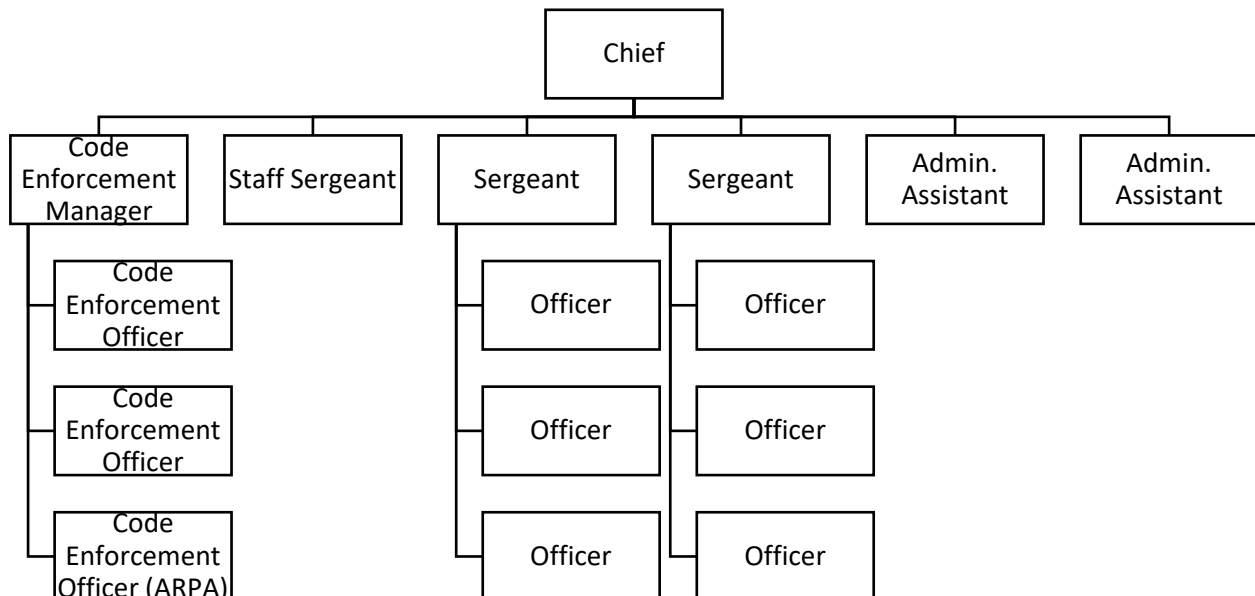 Chief
Code
Enforcement
Manager
Staff Sergeant
Sergeant
Sergeant
Admin.
Assistant
Admin.
Assistant
Code
Enforcement
Officer
Officer
Officer
Code
Enforcement
Officer
Officer
Officer
Code
Enforcement
Officer (ARPA)
Officer
Officer